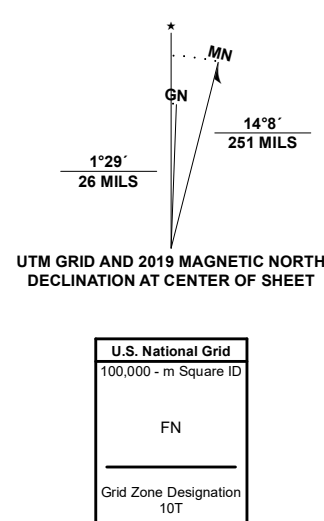 ★
MN
GN
14°8´
251 MILS
1°29´
26 MILS
UTM GRID AND 2019 MAGNETIC NORTH
DECLINATION AT CENTER OF SHEET
U.S. National Grid
100,000 - m Square ID
FN
Grid Zone Designation
10T